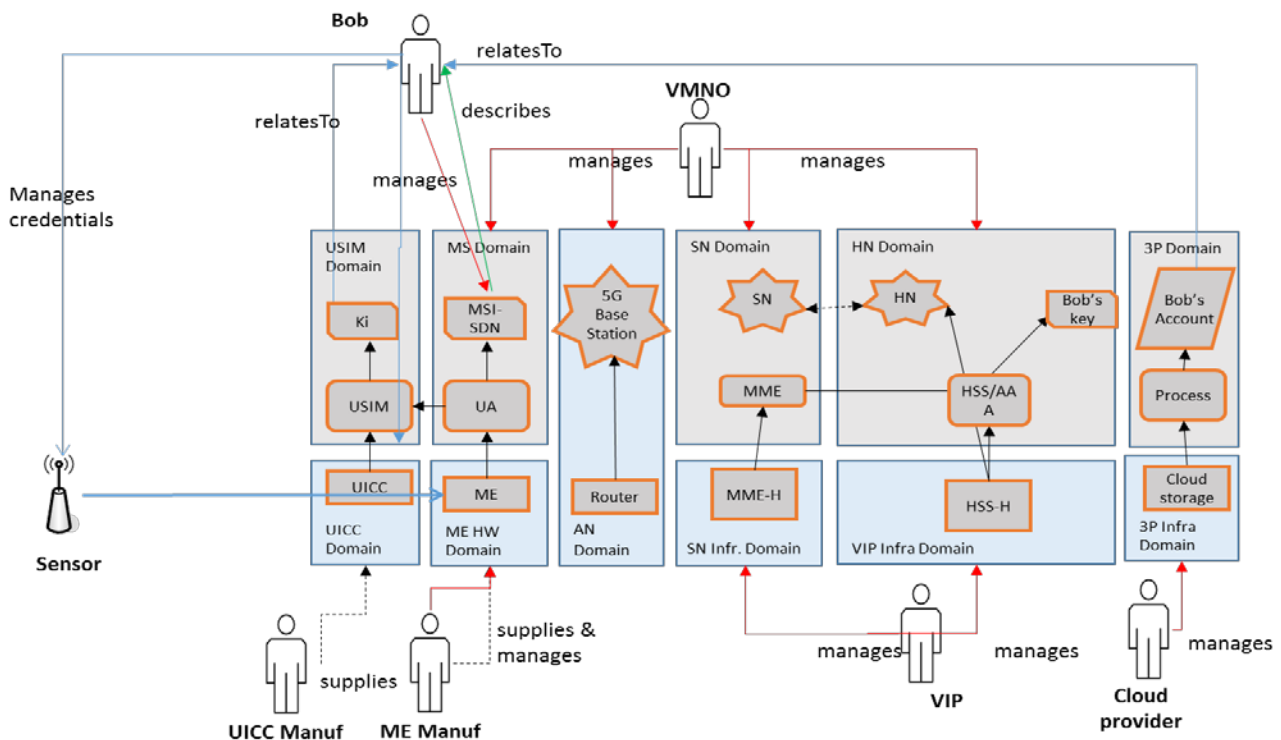 Bob
relatesTo
VMNO
describes
relatesTo
manages
manages
manages
Manages
credentials
USIM
Domain
MS Domain
SN Domain
HN Domain
3P Domain
Ki
MSI-
SDN
5G
Base
Station
SN
HN
Bob's
key
Bob's
Account
USIM
UA
MME
HSS/AA
A
Process
UICC
ME
Router
MME-H
HSS-H
Cloud
storage
UICC
Domain
ME HW
Domain
AN
Domain
SN Infr. Domain
VIP Infra Domain
3P Infra
Domain
Sensor
supplies &
manages
manages
manages
manages
supplies
UICC Manuf
ME Manuf
VIP
Cloud
provider